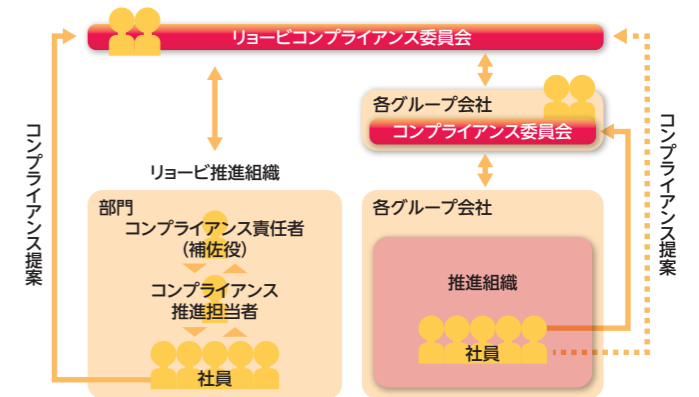 リョービコンプライアンス委員会
各グループ会社
コンプライアンス委員会
コンプライアンス提案
コンプライアンス提案
リョービ推進組織
部門
コンプライアンス責任者
(補佐役)
コンプライアンス
推進担当者
社員
各グループ会社
推進組織
社員